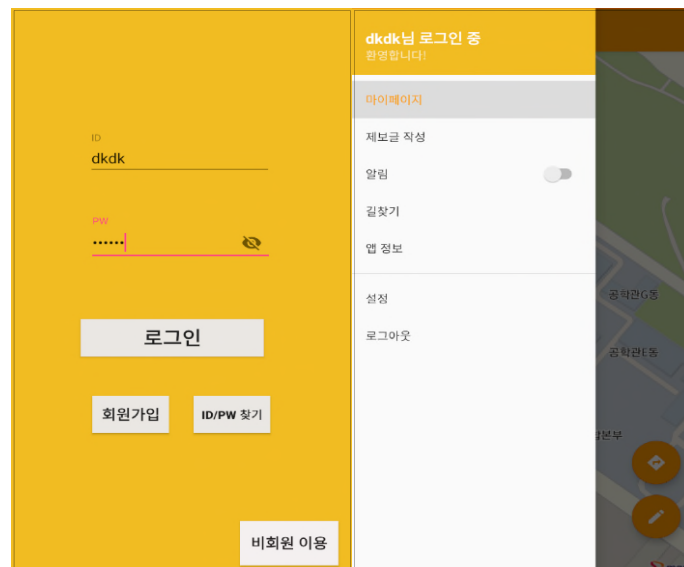 ID
dkdk
PW
••••••
로그인
회원가입
ID/PW 찾기
비회원 이용
dkdk님 로그인 중
환영합니다!
마이페이지
제보글 작성
알림
길찾기
앱 정보
설정
로그아웃
공학관G동
공학관E동